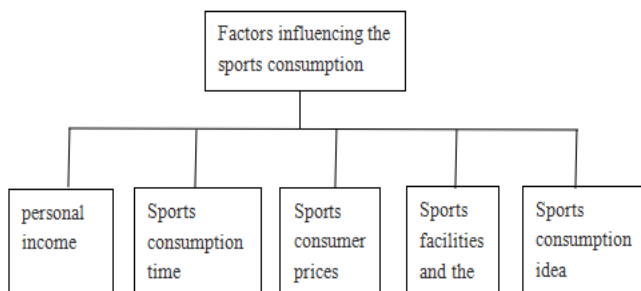 Factors influencing the
sports consumption
personal
income
Sports
consumption
time
Sports
consumer
prices
Sports
facilities
and the
Sports
consumption
idea